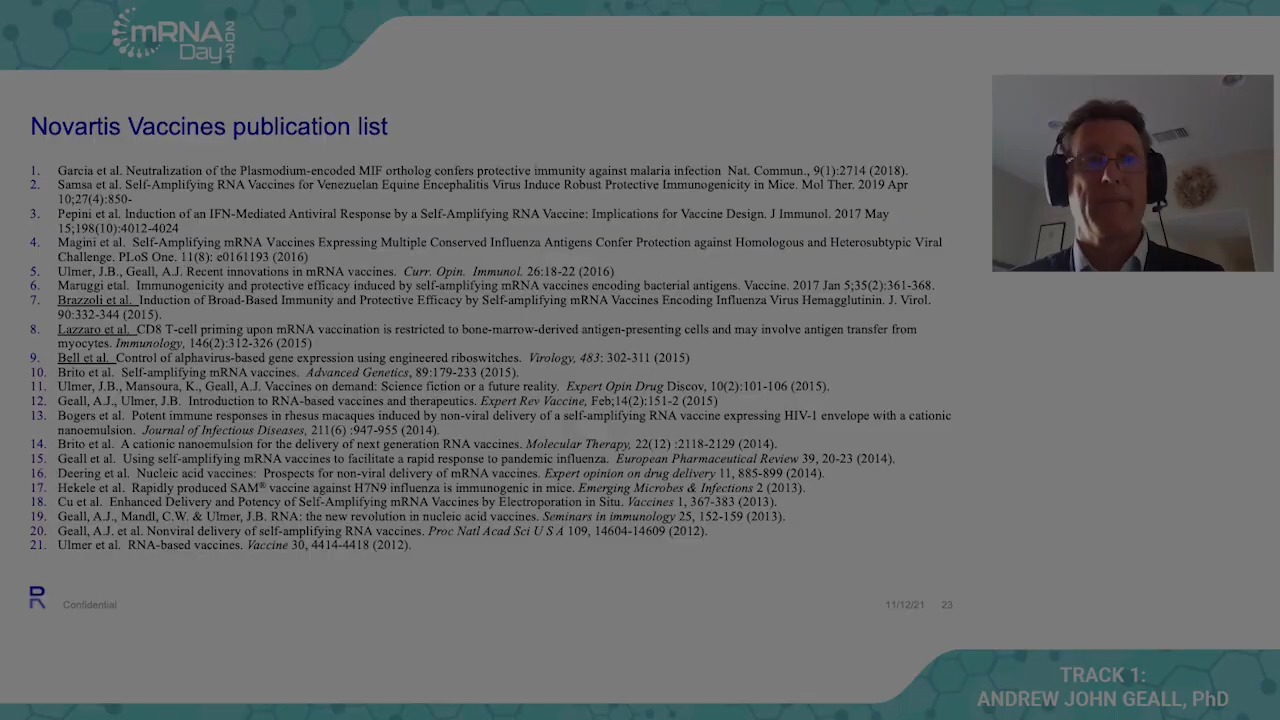 mRNA
Day
2021
Novartis Vaccines publication list
1. Garcia et al. Neutralization of the Plasmodium-encoded MIF ortholog confers protective immunity against malaria infection Nat. Commun., 9(1):2714 (2018).
2. Samsa et al. Self-Amplifying RNA Vaccines for Venezuelan Equine Encephalitis Virus Induce Robust Protective Immunogenicity in Mice. Mol Ther. 2019 Apr
10;27(4):850-
3. Pepini et al. Induction of an IFN-Mediated Antiviral Response by a Self-Amplifying RNA Vaccine: Implications for Vaccine Design. J Immunol. 2017 May
15;198(10):4012-4024
4. Magini et al. Self-Amplifying mRNA Vaccines Expressing Multiple Conserved Influenza Antigens Confer Protection against Homologous and Heterosubtypic Viral
Challenge. PLoS One. 11(8): e0161193 (2016)
5. Ulmer, J.B., Geall, A.J. Recent innovations in mRNA vaccines. Curr. Opin. Immunol. 26:18-22 (2016)
6. Maruggi etal. Immunogenicity and protective efficacy induced by self-amplifying mRNA vaccines encoding bacterial antigens. Vaccine. 2017 Jan 5;35(2):361-368.
7. Brazzoli et al. Induction of Broad-Based Immunity and Protective Efficacy by Self-amplifying mRNA Vaccines Encoding Influenza Virus Hemagglutinin. J. Virol.
90:332-344 (2015).
8. Lazzaro et al. CD8 T-cell priming upon mRNA vaccination is restricted to bone-marrow-derived antigen-presenting cells and may involve antigen transfer from
myocytes. Immunology, 146(2):312-326 (2015)
9. Bell et al. Control of alphavirus-based gene expression using engineered riboswitches. Virology, 483: 302-311 (2015)
10. Brito et al. Self-amplifying mRNA vaccines. Advanced Genetics, 89:179-233 (2015).
11. Ulmer, J.B., Mansoura, K., Geall, A.J. Vaccines on demand: Science fiction or a future reality. Expert Opin Drug Discov, 10(2):101-106 (2015).
12. Geall, A.J., Ulmer, J.B. Introduction to RNA-based vaccines and therapeutics. Expert Rev Vaccine, Feb;14(2):151-2 (2015)
13. Bogers et al. Potent immune responses in rhesus macaques induced by non-viral delivery of a self-amplifying RNA vaccine expressing HIV-1 envelope with a cationic
nanoemulsion. Journal of Infectious Diseases, 211(6) :947-955 (2014).
14. Brito et al. A cationic nanoemulsion for the delivery of next generation RNA vaccines. Molecular Therapy, 22(12) :2118-2129 (2014).
15. Geall et al. Using self-amplifying mRNA vaccines to facilitate a rapid response to pandemic influenza. European Pharmaceutical Review 39, 20-23 (2014).
16. Deering et al. Nucleic acid vaccines: Prospects for non-viral delivery of mRNA vaccines. Expert opinion on drug delivery 11, 885-899 (2014).
17. Hekele et al. Rapidly produced SAM® vaccine against H7N9 influenza is immunogenic in mice. Emerging Microbes & Infections 2 (2013).
18. Cu et al. Enhanced Delivery and Potency of Self-Amplifying mRNA Vaccines by Electroporation in Situ. Vaccines 1, 367-383 (2013).
19. Geall, A.J., Mandl, C.W. & Ulmer, J.B. RNA: the new revolution in nucleic acid vaccines. Seminars in immunology 25, 152-159 (2013).
20. Geall, A.J. et al. Nonviral delivery of self-amplifying RNA vaccines. Proc Natl Acad Sci U S A 109, 14604-14609 (2012).
21. Ulmer et al. RNA-based vaccines. Vaccine 30, 4414-4418 (2012).
Confidential 11/12/21 23
TRACK 1:
ANDREW JOHN GEALL, PhD